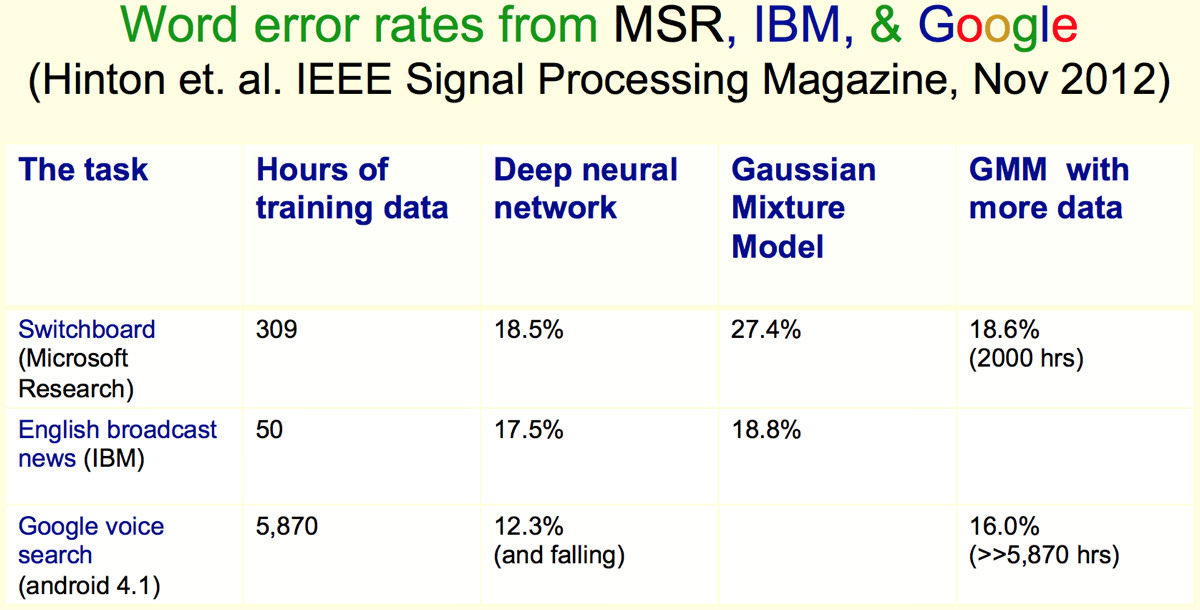 Word error rates from MSR, IBM, & Google
(Hinton et. al. IEEE Signal Processing Magazine, Nov 2012)
The task
Hours of
training data
Deep neural
network
Gaussian
Mixture
Model
GMM with
more data
Switchboard
(Microsoft
Research)
309
18.5%
27.4%
18.6%
(2000 hrs)
English broadcast
news (IBM)
50
17.5%
18.8%
Google voice
search
(android 4.1)
5,870
12.3%
(and falling)
16.0%
(>>5,870 hrs)